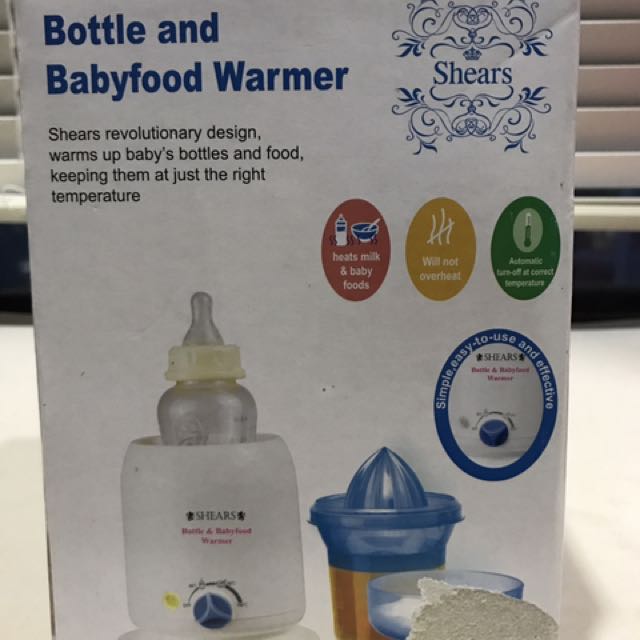 Bottle and
Babyfood Warmer
Shears
Shears revolutionary design,
warms up baby's bottles and food,
keeping them at just the right
temperature
heats milk
& baby
foods
Will not
overheat
Automatic
turn-off at correct
temperature
Simple, easy-to-use and effective
SHEARS
Bottle & Babyfood
Warmer
SHEARS
Bottle & Babyfood
Warmer